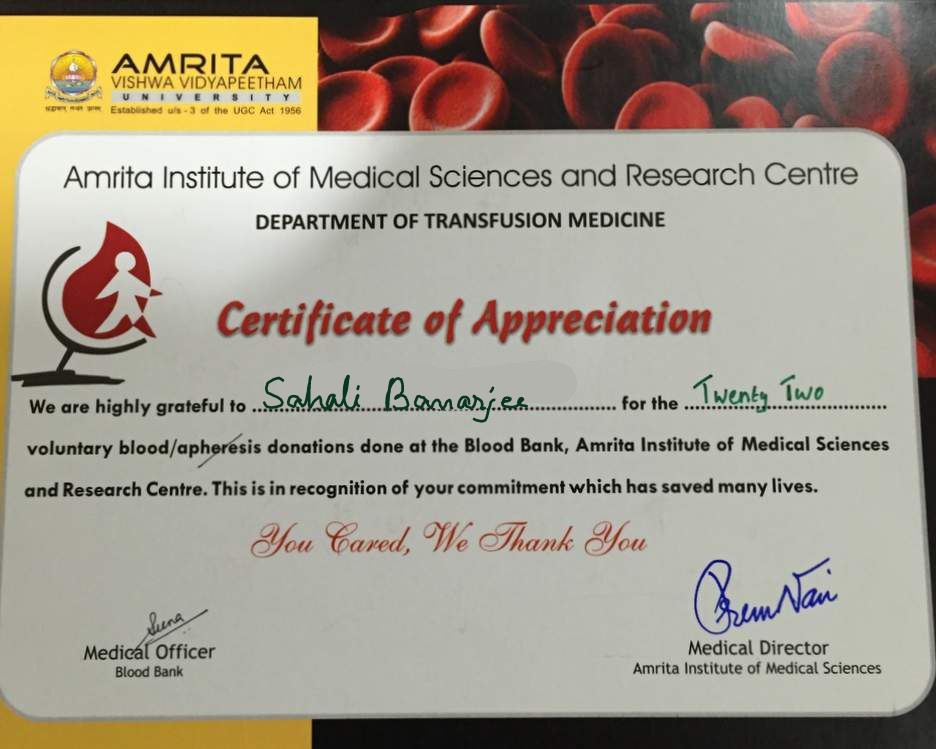 AMRITA
VISHWA VIDYAPEETHAM
UNIVERSITY
Established u/s - 3 of the UGC Act 1956
Amrita Institute of Medical Sciences and Research Centre
DEPARTMENT OF TRANSFUSION MEDICINE
Certificate of Appreciation
We are highly grateful to Sahali Banarjee for the Twenty Two
voluntary blood/apheresis donations done at the Blood Bank, Amrita Institute of Medical Sciences
and Research Centre. This is in recognition of your commitment which has saved many lives.
You Cared, We Thank You
Medical Officer
Blood Bank
Medical Director
Amrita Institute of Medical Sciences